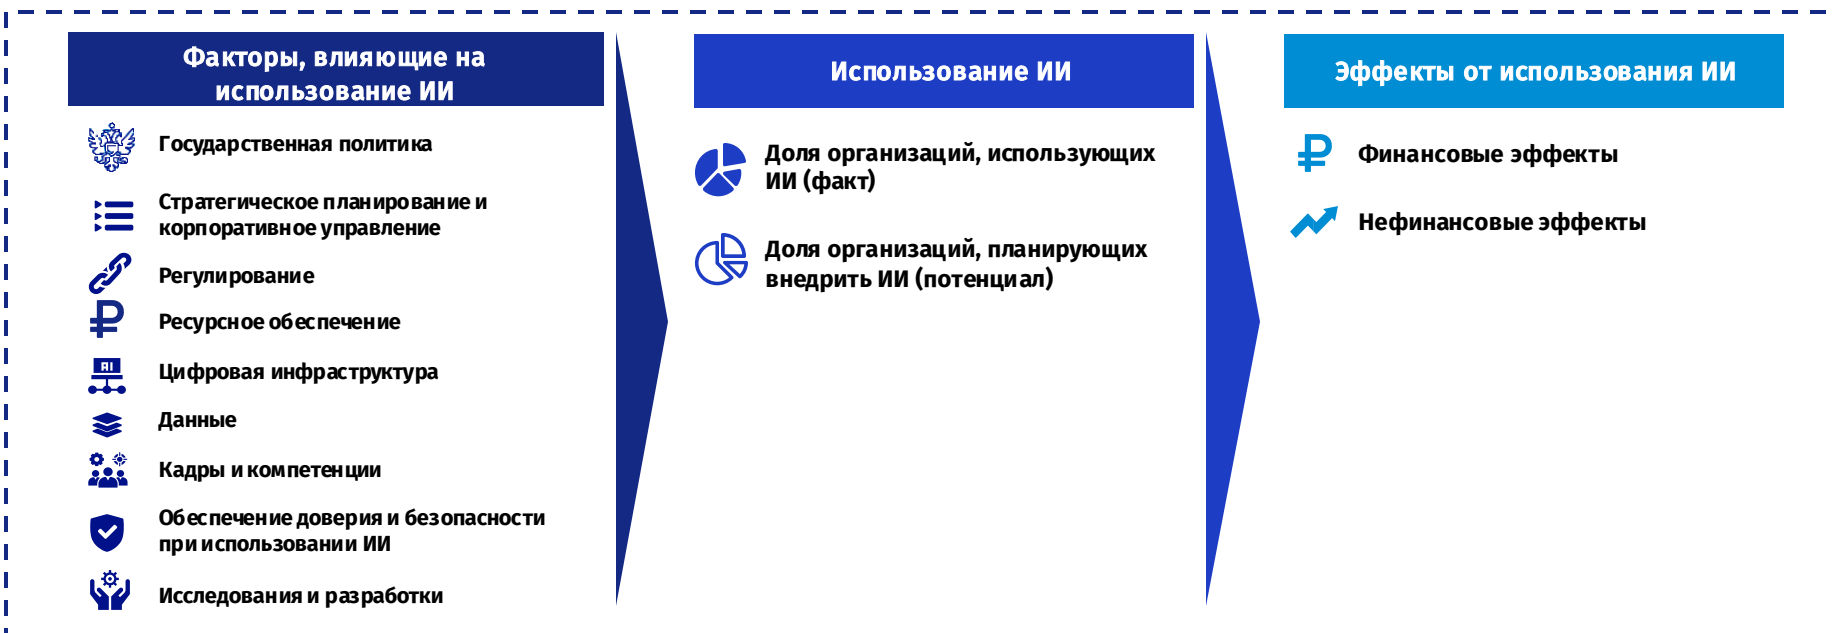 Факторы, влияющие на
использование ИИ
Государственная политика
Стратегическое планирование и
корпоративное управление
Регулирование
Ресурсное обеспечение
AI
Цифровая инфраструктура
Данные
Кадры и компетенции
Обеспечение доверия и безопасности
при использовании ИИ
Исследования и разработки
Использование ИИ
Доля организаций, использующих
ИИ (факт)
Доля организаций, планирующих
внедрить ИИ (потенциал)
Эффекты от использования ИИ
Финансовые эффекты
Нефинансовые эффекты